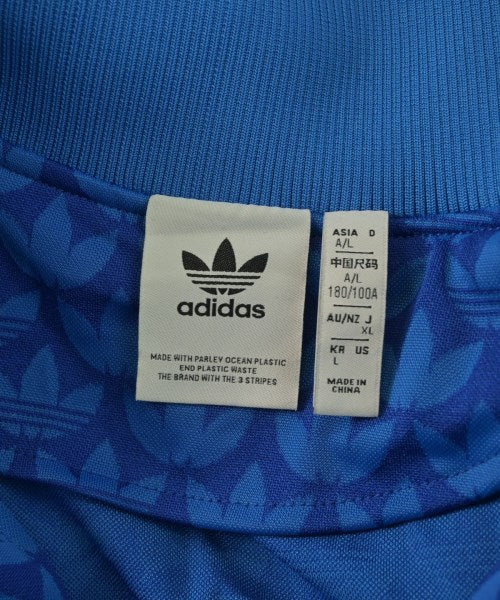 adidas
MADE WITH PARLEY OCEAN PLASTIC
END PLASTIC WASTE
THE BRAND WITH THE 3 STRIPES
ASIA D
A/L
中国尺码
A/L
180/100A
AU/NZ J
XL
KR US
L
MADE IN
CHINA